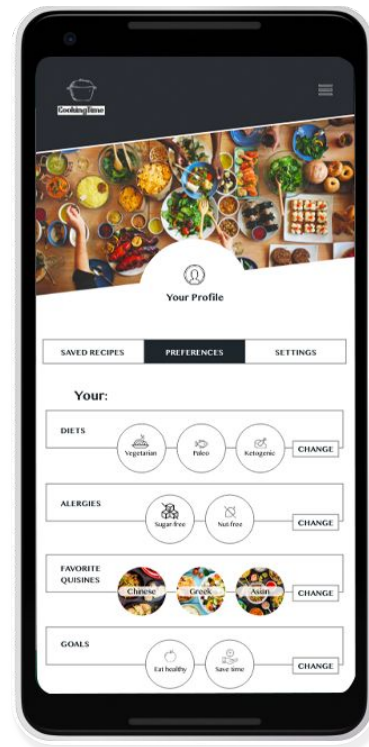 CookingTime
Your Profile
SAVED RECIPES PREFERENCES SETTINGS
Your:
DIETS
Vegetarian Paleo Ketogenic CHANGE
ALERGIES
Sugar free Nut free CHANGE
FAVORITE
QUISINES
Chinese Greek Asian CHANGE
GOALS
Eat healthy Save time CHANGE